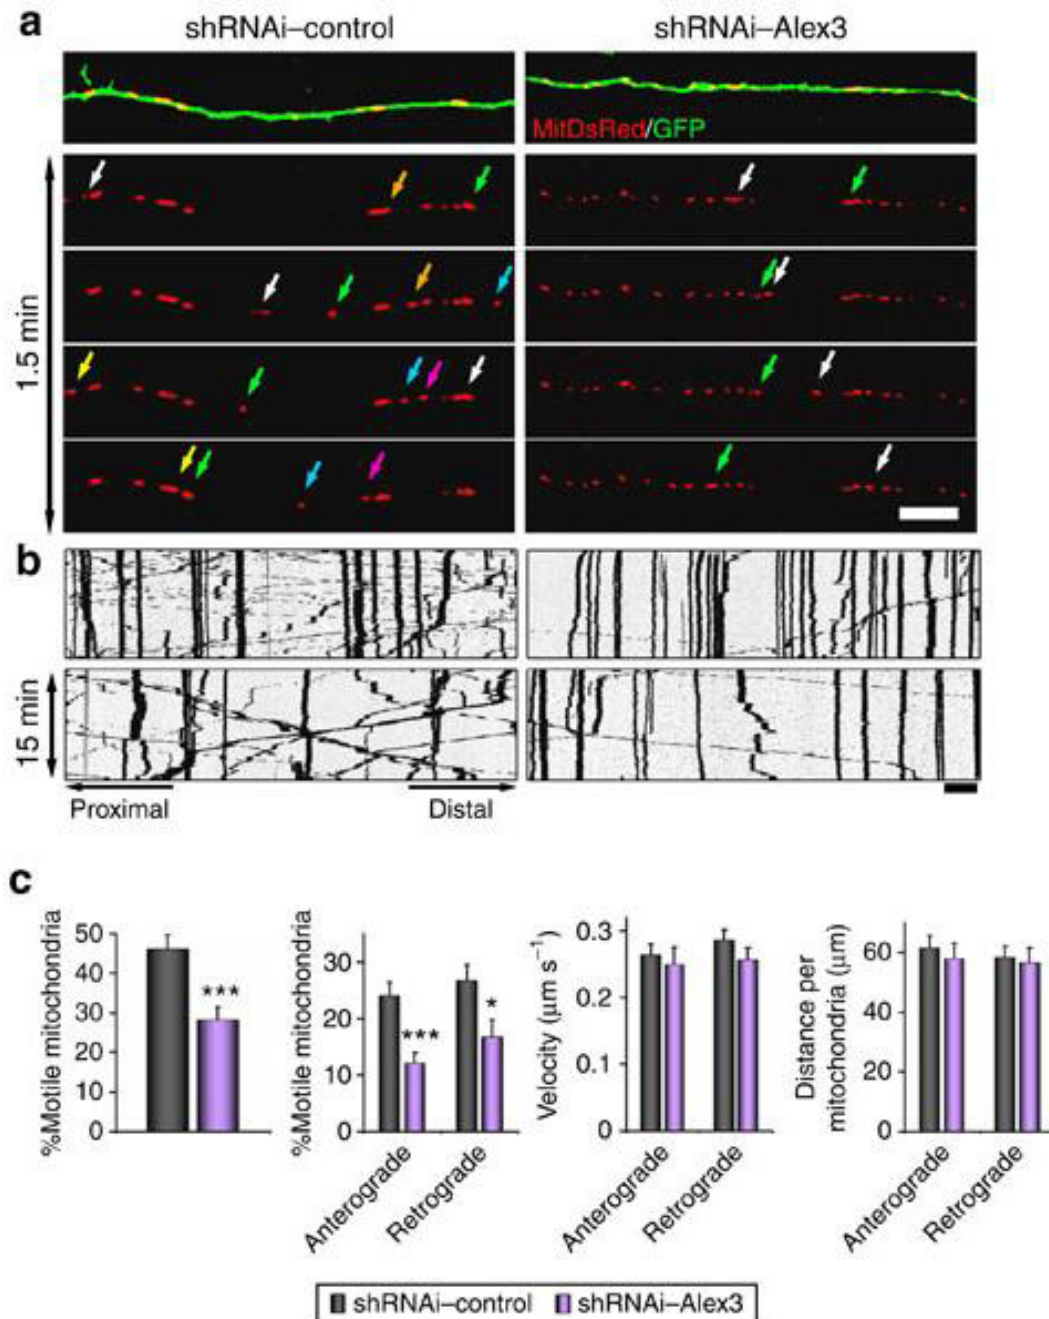 a
shRNAi–control
shRNAi–Alex3
MitDsRed/GFP
1.5 min
b
15 min
Proximal
Distal
c
%Motile mitochondria
50
40
30
20
10
0
***
%Motile mitochondria
30
20
10
0
***
*
Anterograde
Retrograde
Velocity (μm s⁻¹)
0.3
0.2
0.1
0
Anterograde
Retrograde
Distance per
mitochondria (μm)
60
40
20
0
Anterograde
Retrograde
shRNAi–control
shRNAi–Alex3